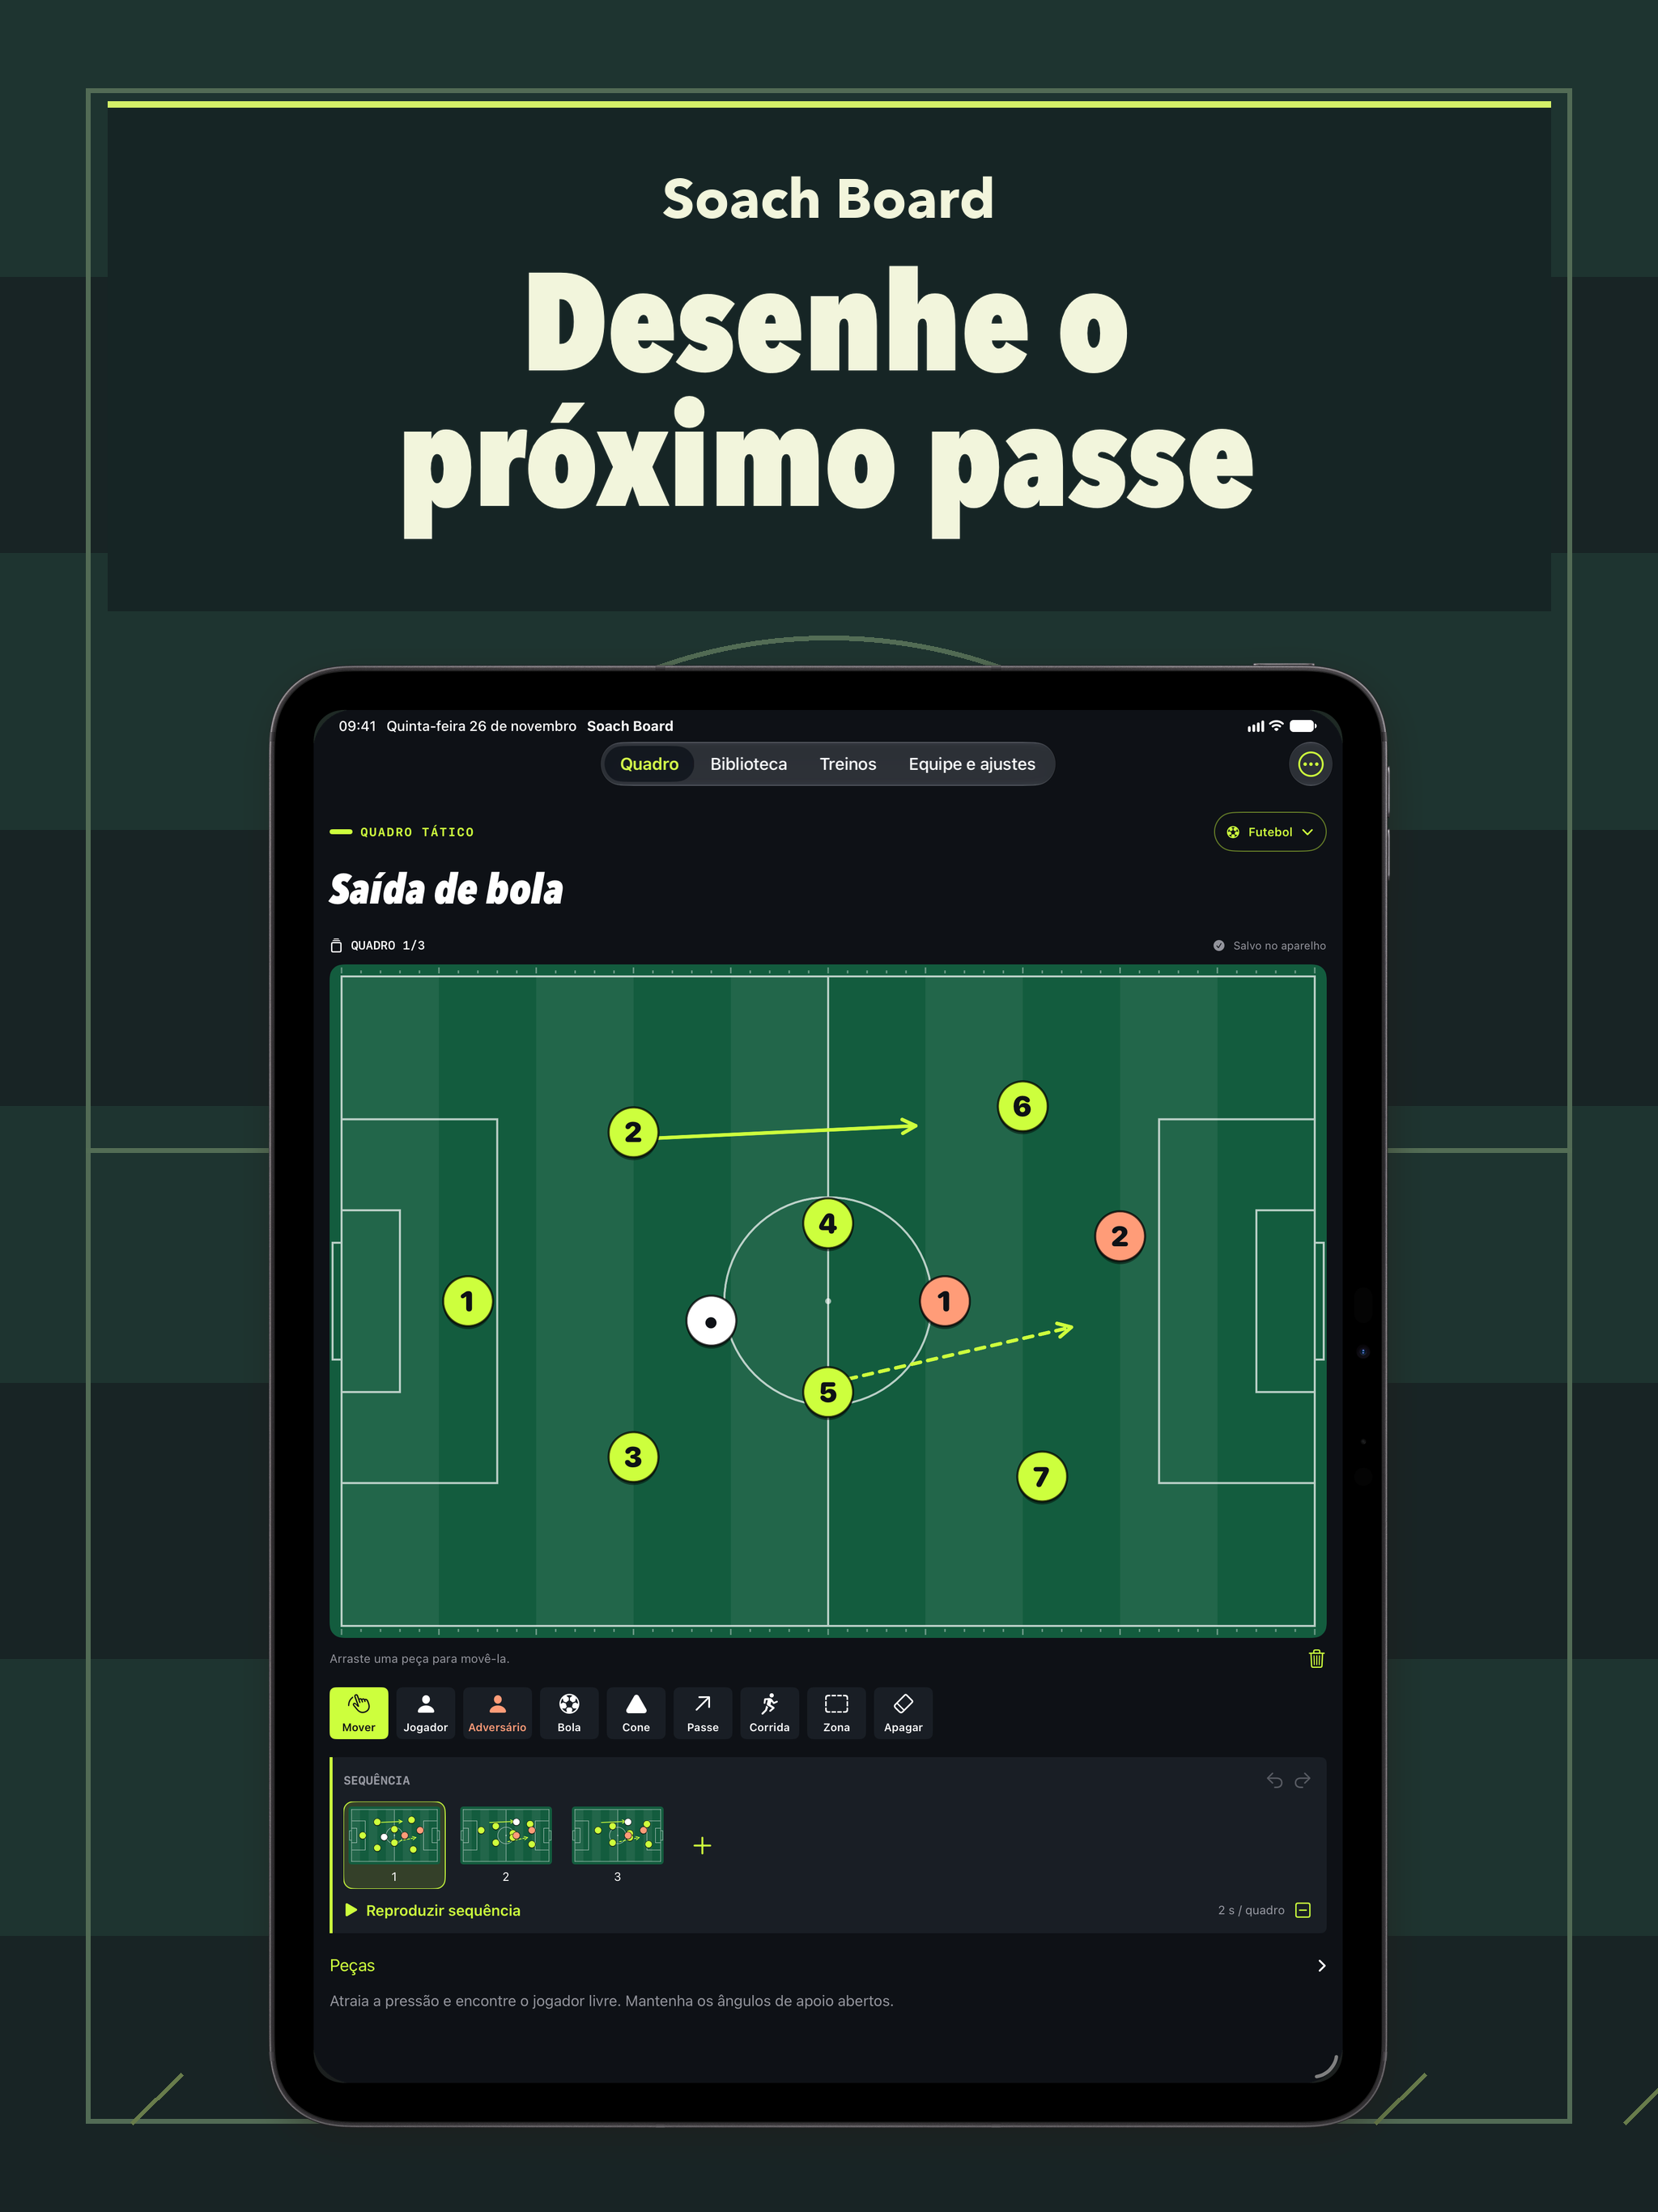 Soach Board
Desenhe o
próximo passe
09:41 Quinta-feira 26 de novembro Soach Board
Quadro Biblioteca Treinos Equipe e ajustes
QUADRO TÁTICO
Futebol
Saída de bola
QUADRO 1/3
Salvo no aparelho
6
2
4
2
1
1
5
3
7
Arraste uma peça para movê-la.
Mover Jogador Adversário Bola Cone Passe Corrida Zona Apagar
SEQUÊNCIA
1 2 3
Reproduzir sequência
2 s / quadro
Peças
Atraia a pressão e encontre o jogador livre. Mantenha os ângulos de apoio abertos.